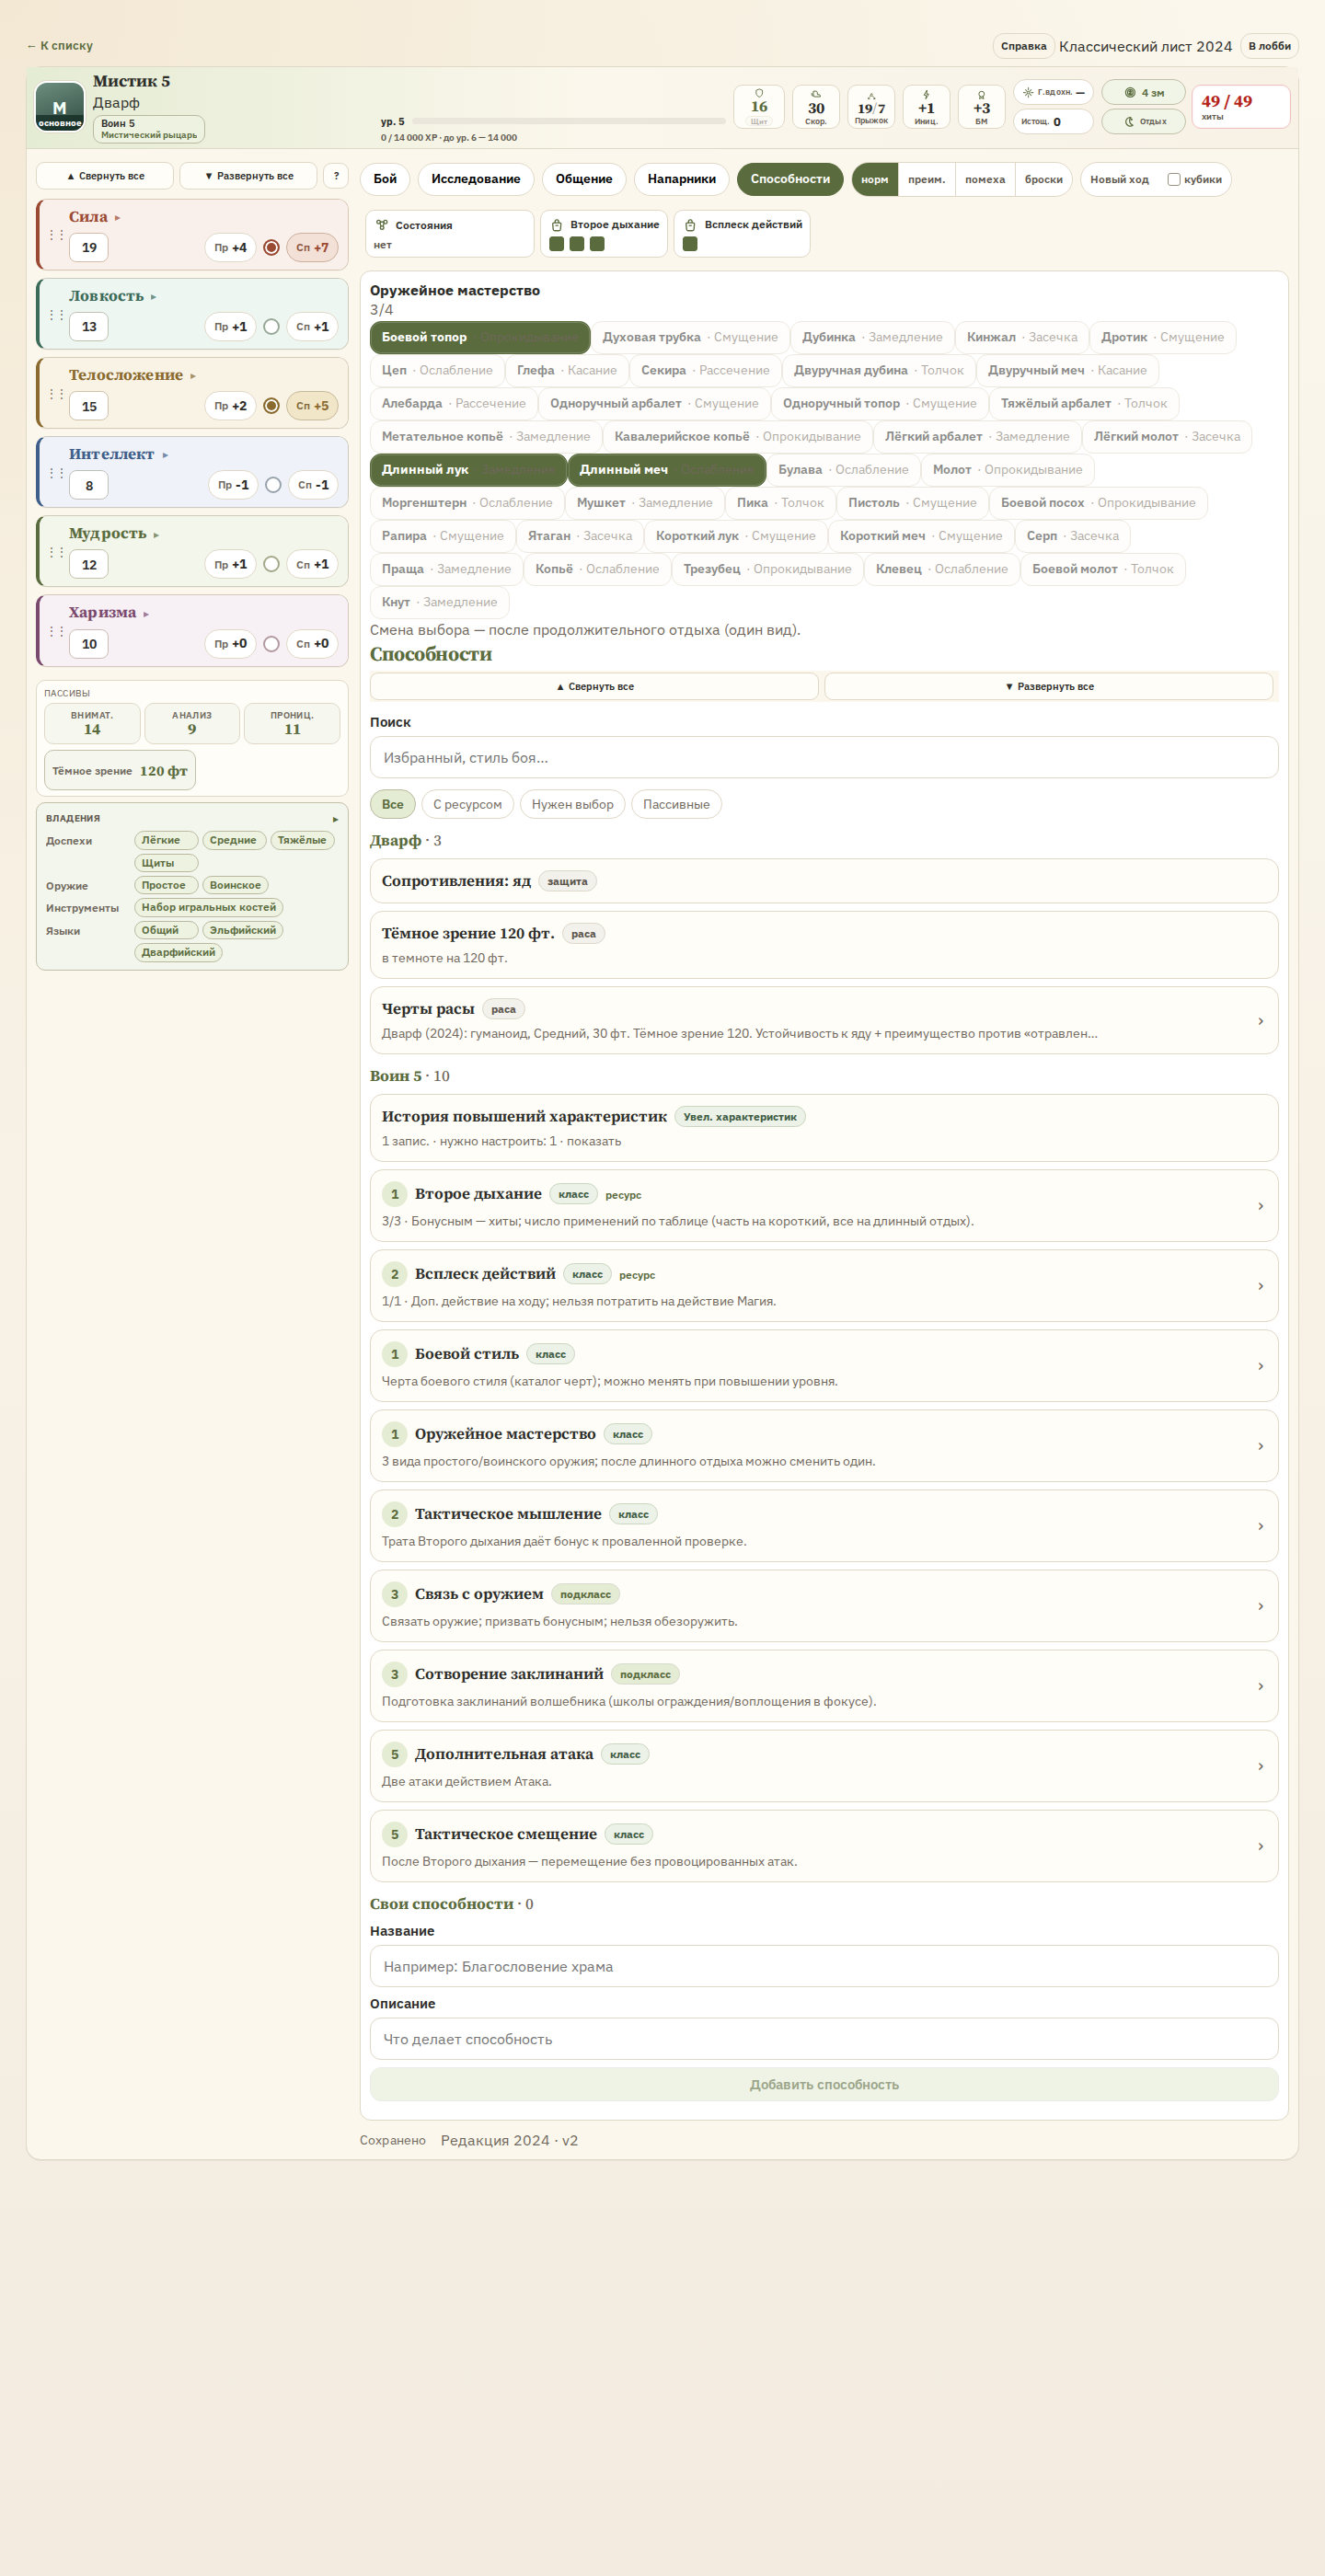 ← К списку
Справка Классический лист 2024 В лобби
М
основное
Мистик 5
Дварф
Воин 5
Мистический рыцарь
ур. 5
0 / 14 000 XP · до ур. 6 — 14 000
16
Щит
30
Скор.
19/7
Прыжок
+1
Иниц.
+3
БМ
Г.вдохн. —
Истощ. 0
4 зм
Отдых
49 / 49
хиты
▲ Свернуть все ▼ Развернуть все ?
Сила ▸
19 Пр +4 Сп +7
Ловкость ▸
13 Пр +1 Сп +1
Телосложение ▸
15 Пр +2 Сп +5
Интеллект ▸
8 Пр -1 Сп -1
Мудрость ▸
12 Пр +1 Сп +1
Харизма ▸
10 Пр +0 Сп +0
ПАССИВЫ
ВНИМАТ. АНАЛИЗ ПРОНИЦ.
14 9 11
Тёмное зрение 120 фт
ВЛАДЕНИЯ ▸
Доспехи Лёгкие Средние Тяжёлые
Щиты
Оружие Простое Воинское
Инструменты Набор игральных костей
Языки Общий Эльфийский
Дварфийский
Бой Исследование Общение Напарники Способности норм преим. помеха броски Новый ход кубики
Состояния
нет
Второе дыхание
Всплеск действий
Оружейное мастерство
3/4
Боевой топор Духовая трубка · Смущение Дубинка · Замедление Кинжал · Засечка Дротик · Смущение
Цеп · Ослабление Глефа · Касание Секира · Рассечение Двуручная дубина · Толчок Двуручный меч · Касание
Алебарда · Рассечение Одноручный арбалет · Смущение Одноручный топор · Смущение Тяжёлый арбалет · Толчок
Метательное копьё · Замедление Кавалерийское копьё · Опрокидывание Лёгкий арбалет · Замедление Лёгкий молот · Засечка
Длинный лук Длинный меч Булава · Ослабление Молот · Опрокидывание
Моргенштерн · Ослабление Мушкет · Замедление Пика · Толчок Пистоль · Смущение Боевой посох · Опрокидывание
Рапира · Смущение Ятаган · Засечка Короткий лук · Смущение Короткий меч · Смущение Серп · Засечка
Праща · Замедление Копьё · Ослабление Трезубец · Опрокидывание Клевец · Ослабление Боевой молот · Толчок
Кнут · Замедление
Смена выбора — после продолжительного отдыха (один вид).
Способности
▲ Свернуть все ▼ Развернуть все
Поиск
Избранный, стиль боя...
Все С ресурсом Нужен выбор Пассивные
Дварф · 3
Сопротивления: яд защита
Тёмное зрение 120 фт. раса
в темноте на 120 фт.
Черты расы раса
Дварф (2024): гуманоид, Средний, 30 фт. Тёмное зрение 120. Устойчивость к яду + преимущество против «отравлен...
Воин 5 · 10
История повышений характеристик Увел. характеристик
1 запис. · нужно настроить: 1 · показать
1 Второе дыхание класс ресурс
3/3 · Бонусным — хиты; число применений по таблице (часть на короткий, все на длинный отдых).
2 Всплеск действий класс ресурс
1/1 · Доп. действие на ходу; нельзя потратить на действие Магия.
1 Боевой стиль класс
Черта боевого стиля (каталог черт); можно менять при повышении уровня.
1 Оружейное мастерство класс
3 вида простого/воинского оружия; после длинного отдыха можно сменить один.
2 Тактическое мышление класс
Трата Второго дыхания даёт бонус к проваленной проверке.
3 Связь с оружием подкласс
Связать оружие; призвать бонусным; нельзя обезоружить.
3 Сотворение заклинаний подкласс
Подготовка заклинаний волшебника (школы ограждения/воплощения в фокусе).
5 Дополнительная атака класс
Две атаки действием Атака.
5 Тактическое смещение класс
После Второго дыхания — перемещение без провоцированных атак.
Свои способности · 0
Название
Например: Благословение храма
Описание
Что делает способность
Добавить способность
Сохранено Редакция 2024 · v2